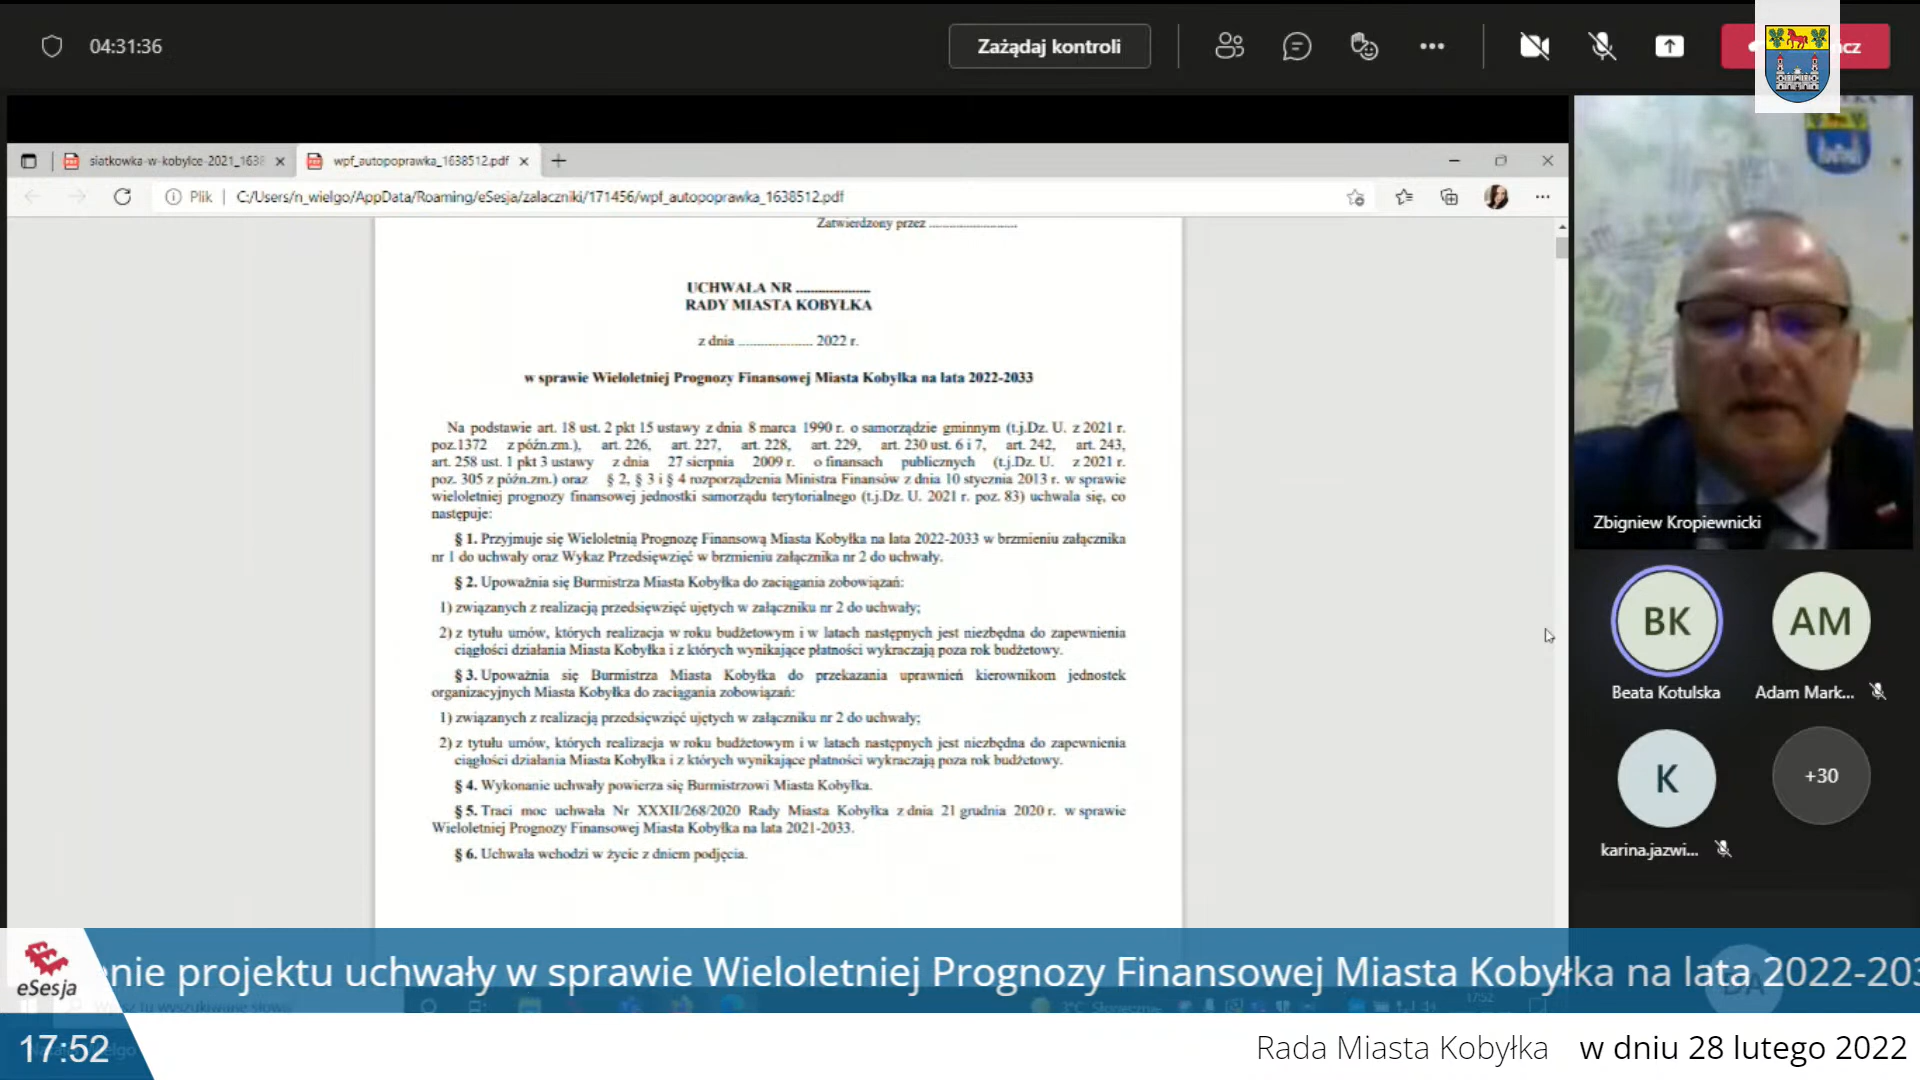 04:31:36
Zażądaj kontroli
siatkowka-w-kobylce-2021_1638
wpf_autopoprawka_1638512.pdf
Plik
C:/Users/n_wielgo/AppData/Roaming/eSesja/zalaczniki/171456/wpf_autopoprawka_1638512.pdf
Zatwierdzony przez ........................
UCHWAŁA NR ....................
RADY MIASTA KOBYŁKA
z dnia .................... 2022 r.
w sprawie Wieloletniej Prognozy Finansowej Miasta Kobyłka na lata 2022-2033
Na podstawie art. 18 ust. 2 pkt 15 ustawy z dnia 8 marca 1990 r. o samorządzie gminnym (t.j.Dz. U. z 2021 r.
poz.1372 z późn.zm.), art. 226, art. 227, art. 228, art. 229, art. 230 ust. 6 i 7, art. 242, art. 243,
art. 258 ust. 1 pkt 3 ustawy z dnia 27 sierpnia 2009 r. o finansach publicznych (t.j.Dz. U. z 2021 r.
poz. 305 z późn.zm.) oraz § 2, § 3 i § 4 rozporządzenia Ministra Finansów z dnia 10 stycznia 2013 r. w sprawie
wieloletniej prognozy finansowej jednostki samorządu terytorialnego (t.j.Dz. U. 2021 r. poz. 83) uchwala się, co
następuje:
§ 1. Przyjmuje się Wieloletnią Prognozę Finansową Miasta Kobyłka na lata 2022-2033 w brzmieniu załącznika
nr 1 do uchwały oraz Wykaz Przedsięwzięć w brzmieniu załącznika nr 2 do uchwały.
§ 2. Upoważnia się Burmistrza Miasta Kobyłka do zaciągania zobowiązań:
1) związanych z realizacją przedsięwzięć ujętych w załączniku nr 2 do uchwały;
2) z tytułu umów, których realizacja w roku budżetowym i w latach następnych jest niezbędna do zapewnienia
ciągłości działania Miasta Kobyłka i z których wynikające płatności wykraczają poza rok budżetowy.
§ 3. Upoważnia się Burmistrza Miasta Kobyłka do przekazania uprawnień kierownikom jednostek
organizacyjnych Miasta Kobyłka do zaciągania zobowiązań:
1) związanych z realizacją przedsięwzięć ujętych w załączniku nr 2 do uchwały;
2) z tytułu umów, których realizacja w roku budżetowym i w latach następnych jest niezbędna do zapewnienia
ciągłości działania Miasta Kobyłka i z których wynikające płatności wykraczają poza rok budżetowy.
§ 4. Wykonanie uchwały powierza się Burmistrzowi Miasta Kobyłka.
§ 5. Traci moc uchwała Nr XXXII/268/2020 Rady Miasta Kobyłka z dnia 21 grudnia 2020 r. w sprawie
Wieloletniej Prognozy Finansowej Miasta Kobyłka na lata 2021-2033.
§ 6. Uchwała wchodzi w życie z dniem podjęcia.
Zbigniew Kropiewnicki
BK
Beata Kotulska
AM
Adam Mark...
K
karina.jazwi...
+30
eSesja
nie projektu uchwały w sprawie Wieloletniej Prognozy Finansowej Miasta Kobyłka na lata 2022-203
17:52
Rada Miasta Kobyłka w dniu 28 lutego 2022